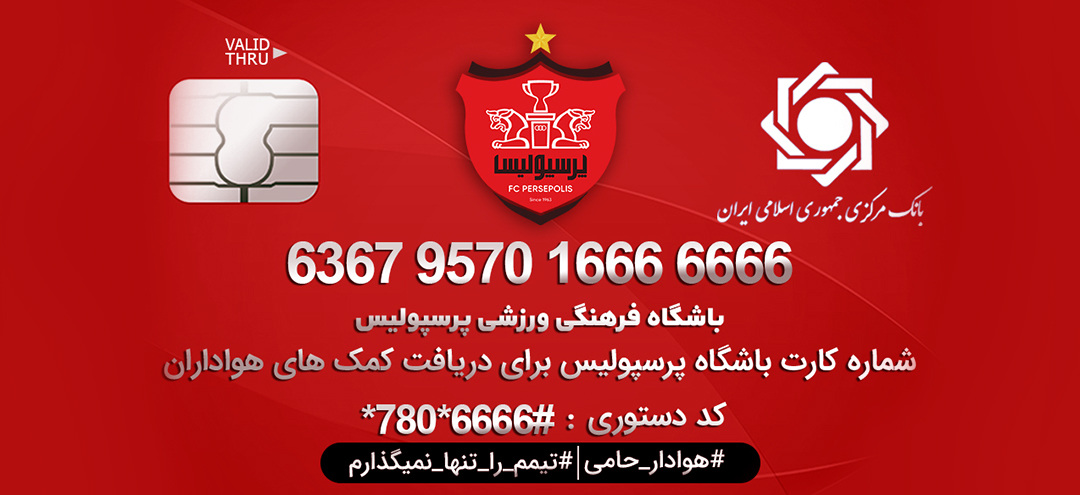 VALID
THRU
پرسپولیس
FC PERSEPOLIS
Since 1963
بانک مرکزی جمهوری اسلامی ایران
6367 9570 1666 6666
باشگاه فرهنگی ورزشی پرسپولیس
شماره کارت باشگاه پرسپولیس برای دریافت کمک های هواداران
کد دستوری : #6666*780*
#هوادار_حامی|#تیمم_را_تنها_نمیگذارم